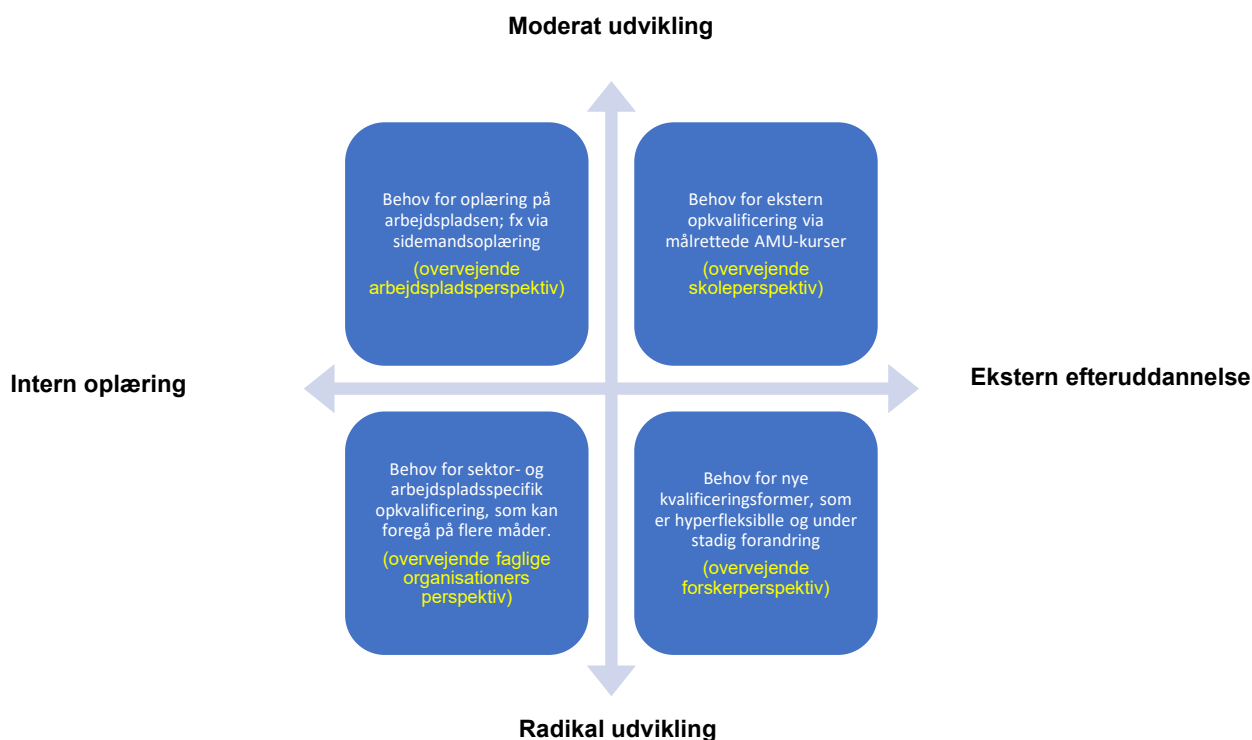 Moderat udvikling
Behov for oplæring på
arbejdspladsen; fx via
sidemandsoplæring
(overvejende
arbejdspladsperspektiv)
Behov for ekstern
opkvalificering via
målrettede AMU-kurser
(overvejende
skoleperspektiv)
Intern oplæring
Ekstern efteruddannelse
Behov for sektor- og
arbejdspladsspecifik
opkvalificering, som kan
foregå på flere måder.
(overvejende faglige
organisationers
perspektiv)
Behov for nye
kvalificeringsformer, som
er hyperfleksiblle og under
stadig forandring
(overvejende
forskerperspektiv)
Radikal udvikling